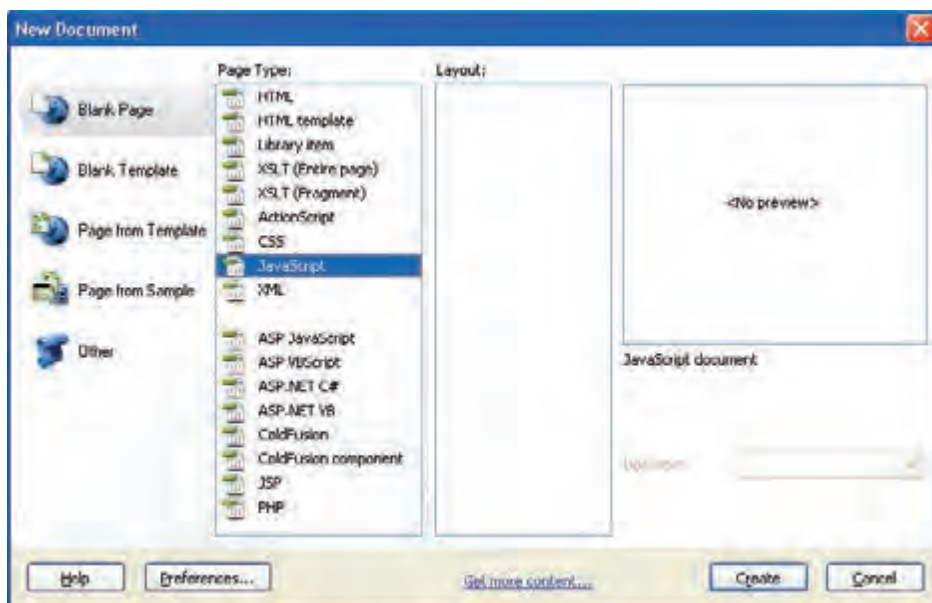 New Document
Blank Page
Blank Template
Page from Template
Page from Sample
Other
Page Type:
HTML
HTML template
Library item
XSLT (Entire page)
XSLT (Fragment)
ActionScript
CSS
JavaScript
XML
ASP JavaScript
ASP VBScript
ASP.NET C#
ASP.NET VB
ColdFusion
ColdFusion component
JSP
PHP
Layout:
<No preview>
JavaScript document
Help
Preferences...
Get more content...
Create
Cancel